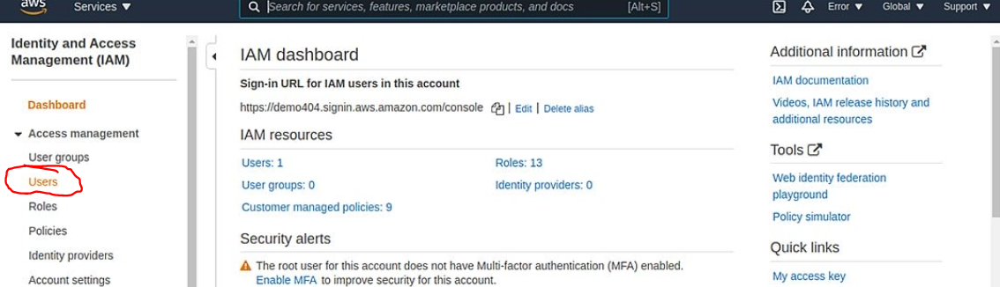 aws
Services ▼
Search for services, features, marketplace products, and docs
[Alt+S]
Error ▼
Global ▼
Support ▼
Identity and Access
Management (IAM)
Dashboard
Access management
User groups
Users
Roles
Policies
Identity providers
Account settings
IAM dashboard
Sign-in URL for IAM users in this account
https://demo404.signin.aws.amazon.com/console | Edit | Delete alias
IAM resources
Users: 1
Roles: 13
User groups: 0
Identity providers: 0
Customer managed policies: 9
Security alerts
The root user for this account does not have Multi-factor authentication (MFA) enabled.
Enable MFA to improve security for this account.
Additional information
IAM documentation
Videos, IAM release history and
additional resources
Tools
Web identity federation
playground
Policy simulator
Quick links
My access key